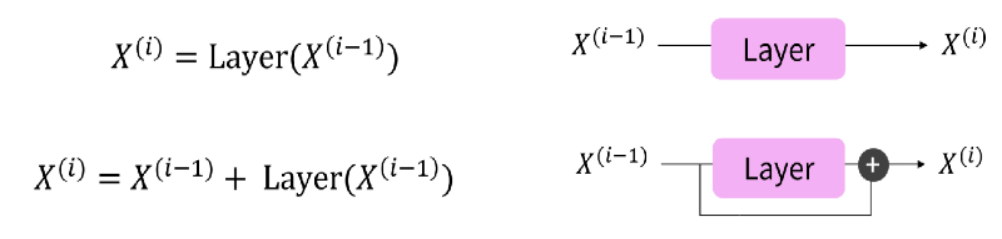 X^{(i)} = Layer(X^{(i−1)})
X^{(i−1)} Layer X^{(i)}
X^{(i)} = X^{(i−1)} + Layer(X^{(i−1)})
X^{(i−1)} Layer + X^{(i)}